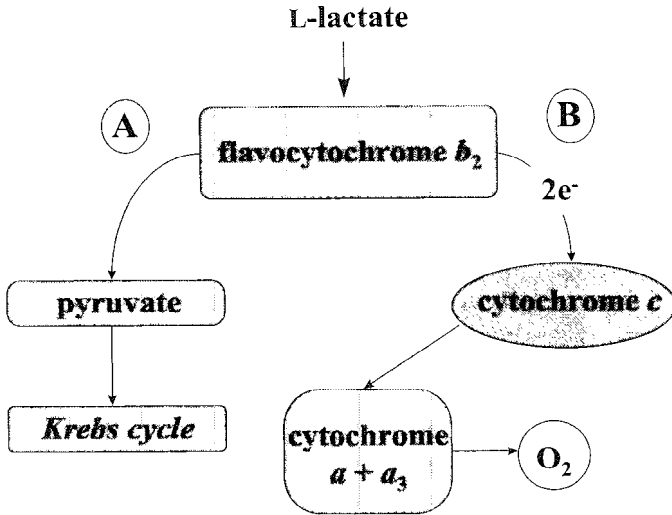 L-lactate
A
B
flavocytochrome b₂
2e⁻
pyruvate
cytochrome c
Krebs cycle
cytochrome
a + a₃
O₂